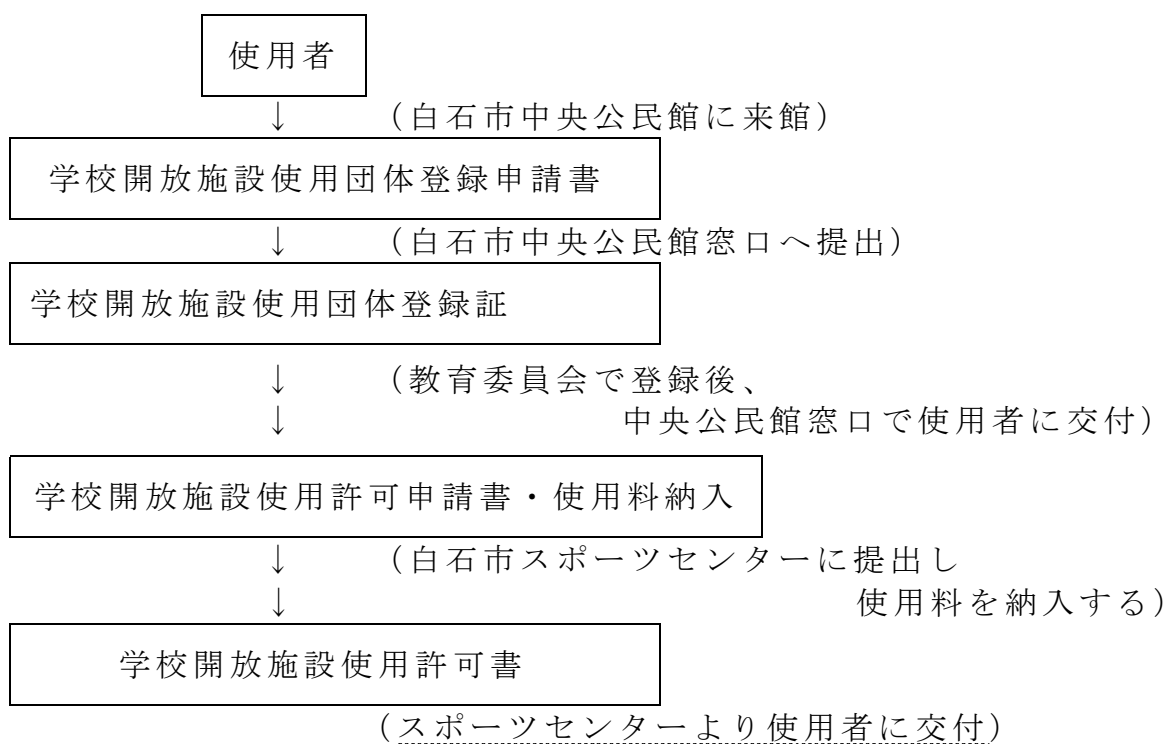 使用者
↓ （白石市中央公民館に来館）
学校開放施設使用団体登録申請書
↓ （白石市中央公民館窓口へ提出）
学校開放施設使用団体登録証
↓ （教育委員会で登録後、
↓ 中央公民館窓口で使用者に交付）
学校開放施設使用許可申請書・使用料納入
↓ （白石市スポーツセンターに提出し
↓ 使用料を納入する）
学校開放施設使用許可書
（スポーツセンターより使用者に交付）